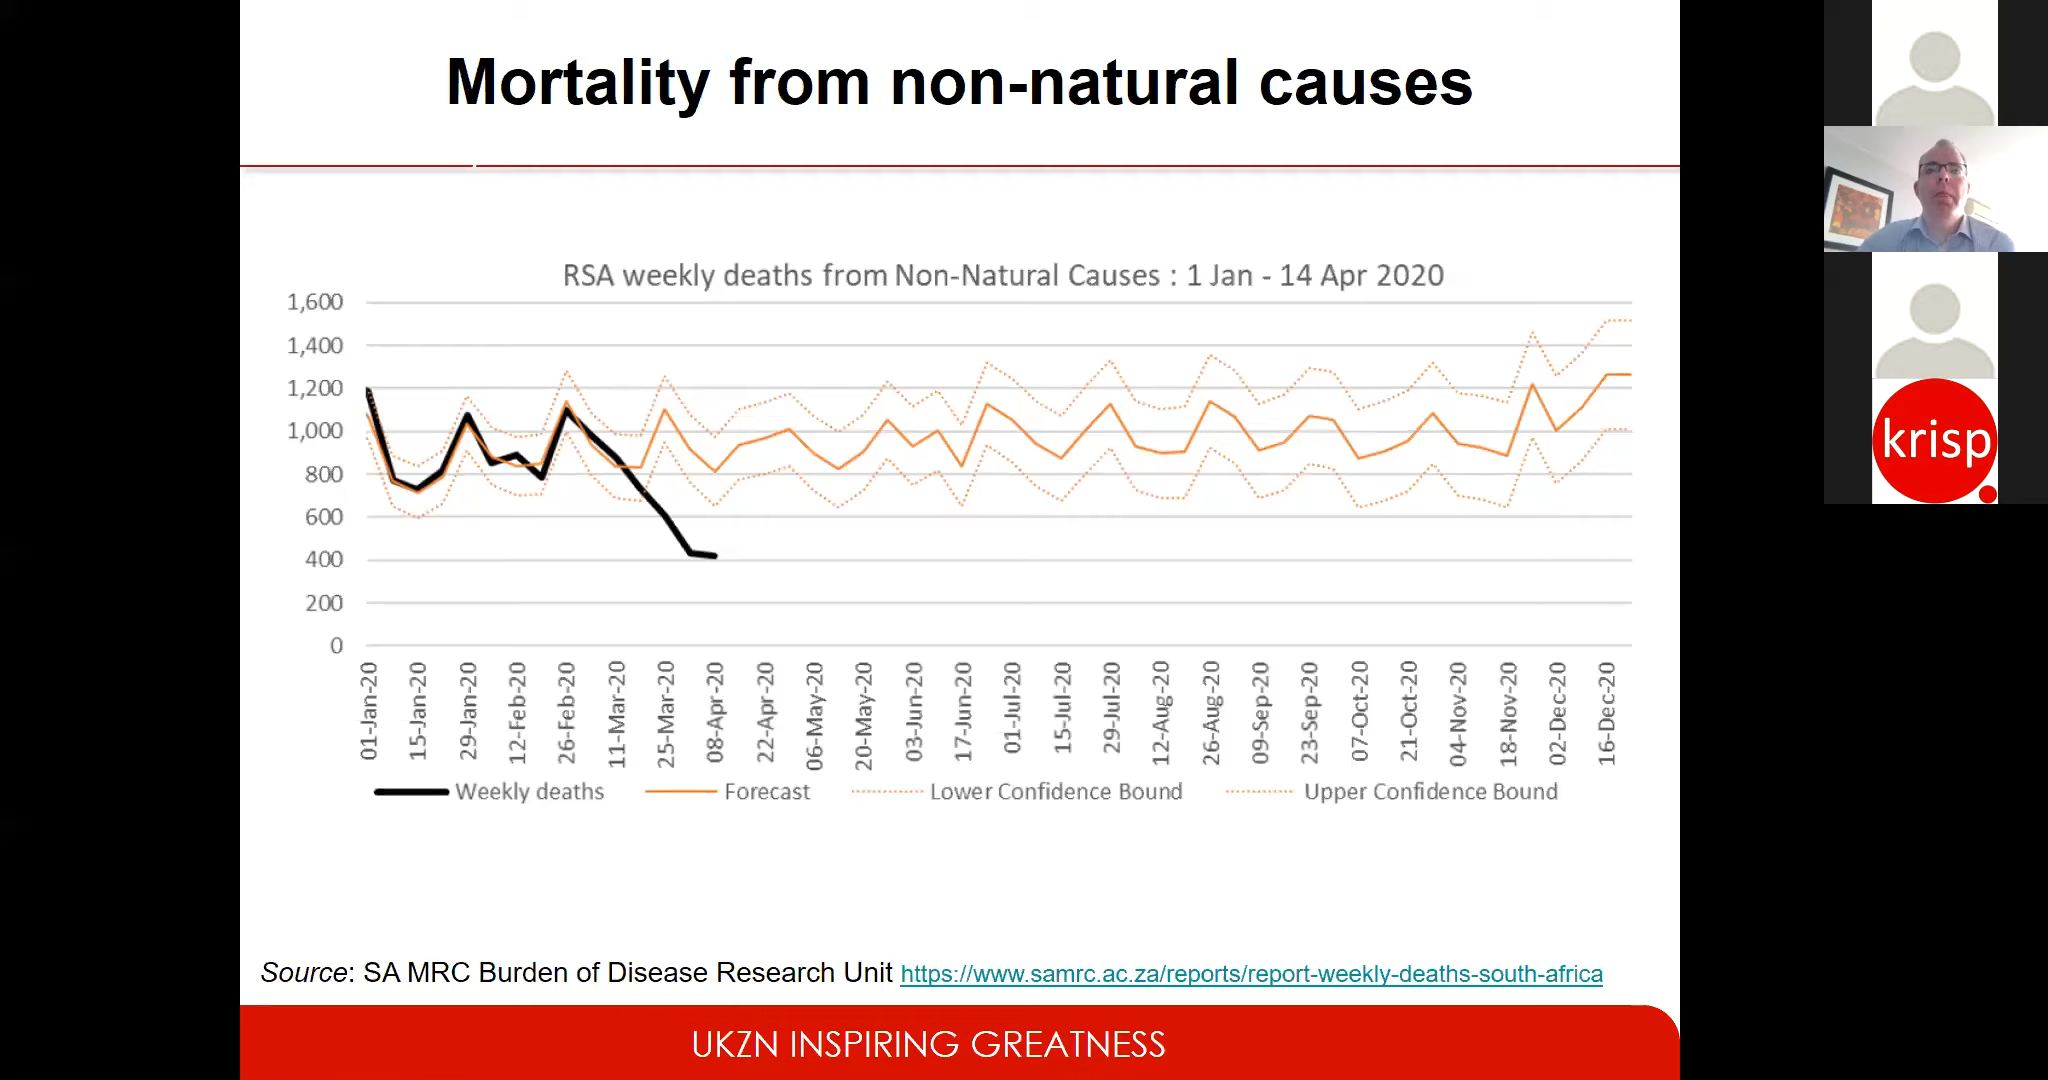 Mortality from non-natural causes
RSA weekly deaths from Non-Natural Causes : 1 Jan - 14 Apr 2020
1,600
1,400
1,200
1,000
800
600
400
200
0
01-Jan-20
15-Jan-20
29-Jan-20
12-Feb-20
26-Feb-20
11-Mar-20
25-Mar-20
08-Apr-20
22-Apr-20
06-May-20
20-May-20
03-Jun-20
17-Jun-20
01-Jul-20
15-Jul-20
29-Jul-20
12-Aug-20
26-Aug-20
09-Sep-20
23-Sep-20
07-Oct-20
21-Oct-20
04-Nov-20
18-Nov-20
02-Dec-20
16-Dec-20
Weekly deaths
Forecast
Lower Confidence Bound
Upper Confidence Bound
Source: SA MRC Burden of Disease Research Unit https://www.samrc.ac.za/reports/report-weekly-deaths-south-africa
UKZN INSPIRING GREATNESS
krisp